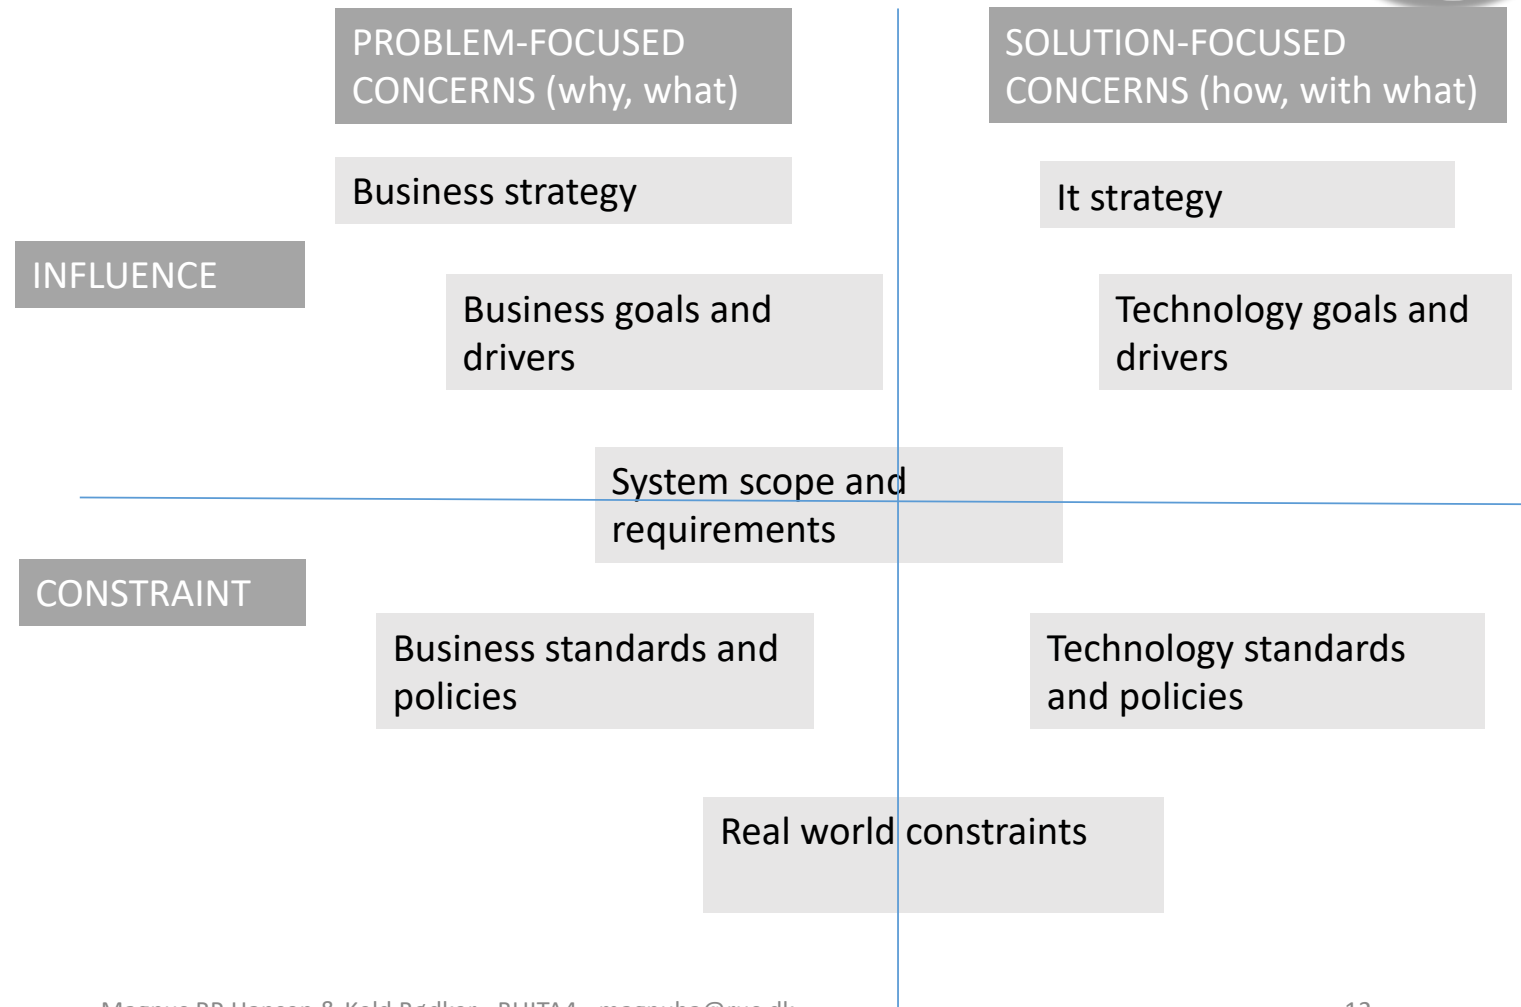 PROBLEM-FOCUSED
CONCERNS (why, what)
SOLUTION-FOCUSED
CONCERNS (how, with what)
Business strategy
It strategy
INFLUENCE
Business goals and
drivers
Technology goals and
drivers
System scope and
requirements
CONSTRAINT
Business standards and
policies
Technology standards
and policies
Real world constraints